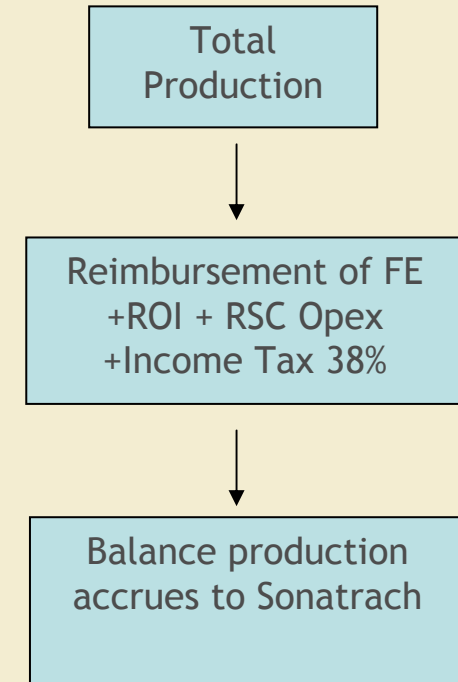 Total
Production
Reimbursement of FE
+ROI + RSC Opex
+Income Tax 38%
Balance production
accrues to Sonatrach